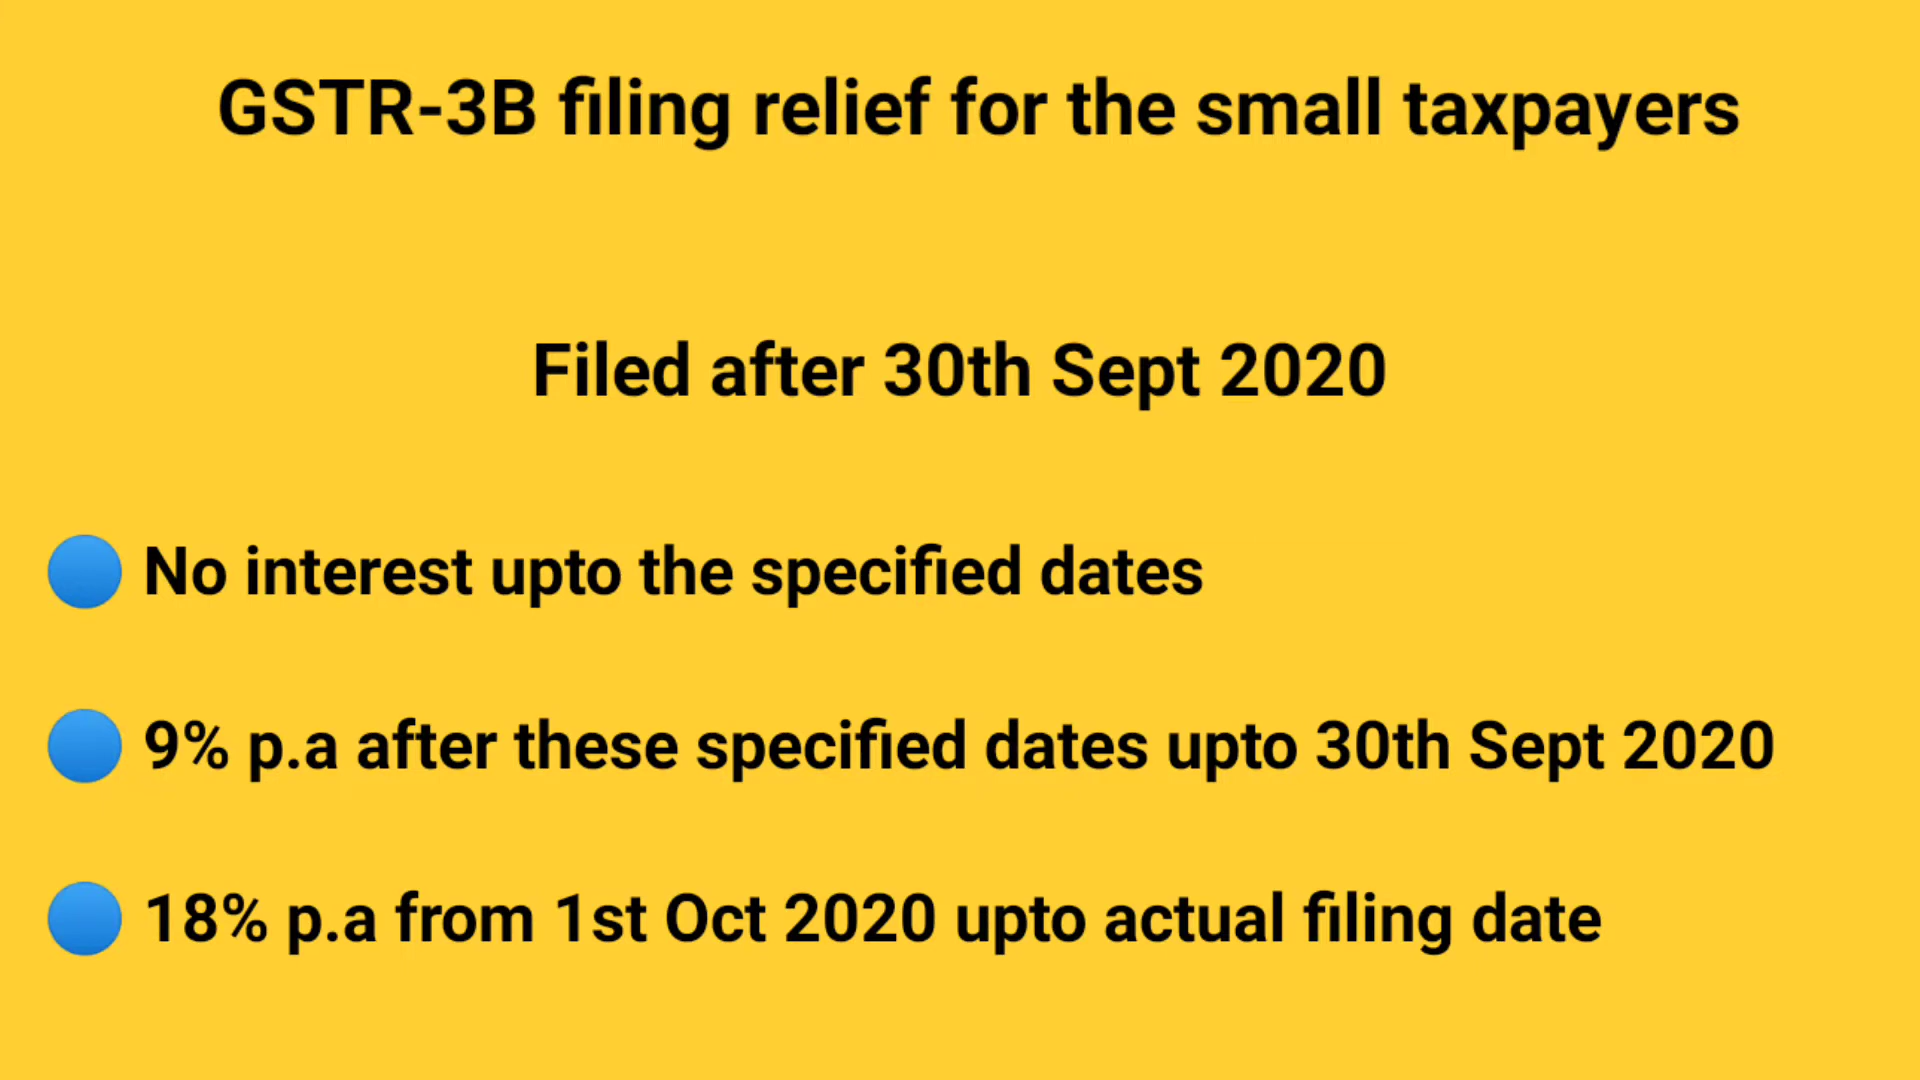 GSTR-3B filing relief for the small taxpayers
Filed after 30th Sept 2020
No interest upto the specified dates
9% p.a after these specified dates upto 30th Sept 2020
18% p.a from 1st Oct 2020 upto actual filing date